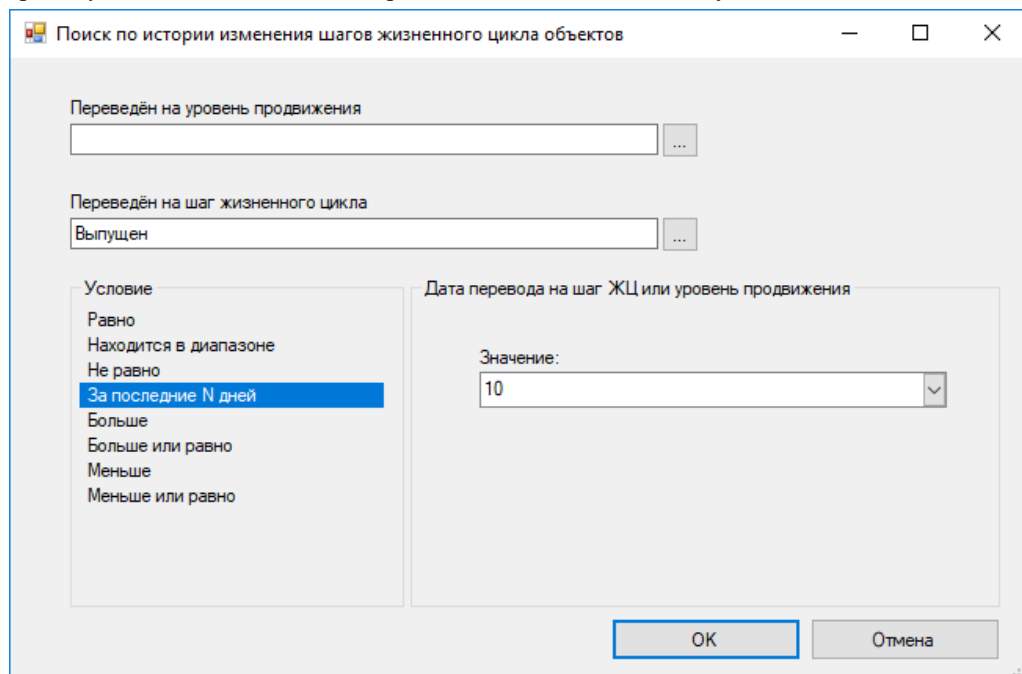 Поиск по истории изменения шагов жизненного цикла объектов
Переведён на уровень продвижения
...
Переведён на шаг жизненного цикла
Выпущен
...
Условие
Равно
Находится в диапазоне
Не равно
За последние N дней
Больше
Больше или равно
Меньше
Меньше или равно
Дата перевода на шаг ЖЦ или уровень продвижения
Значение:
10
OK
Отмена